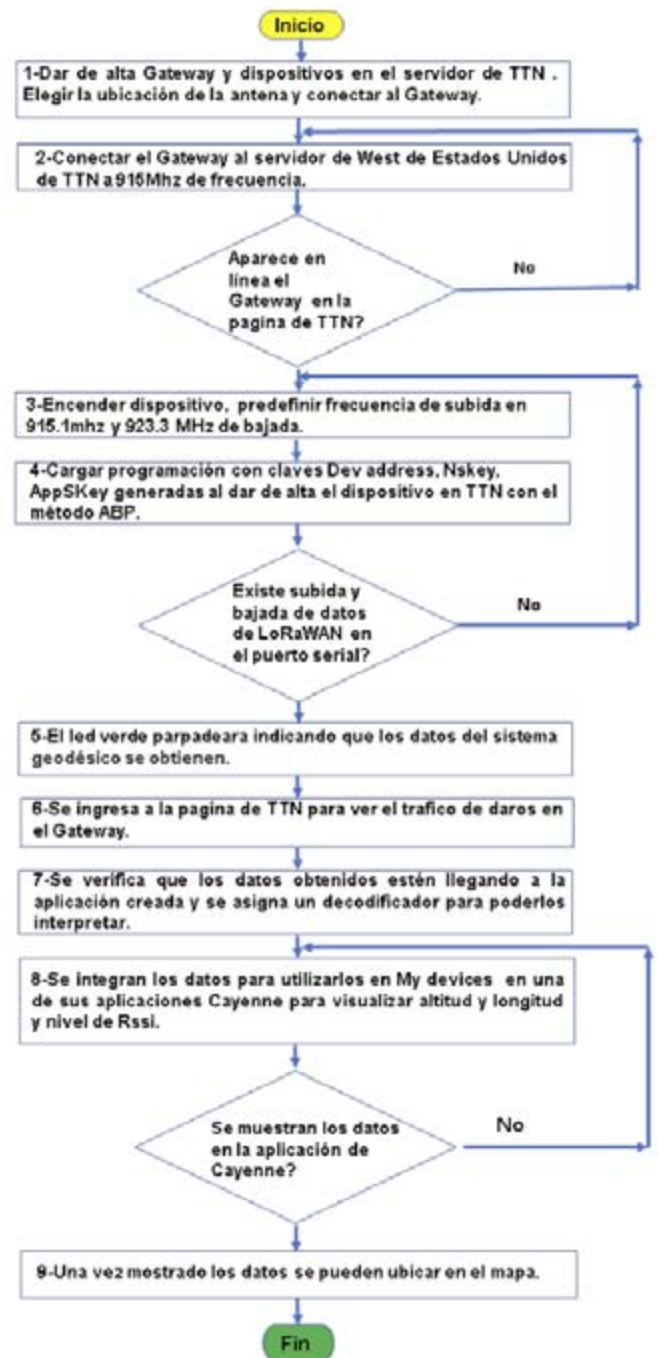 Inicio
1-Dar de alta Gateway y dispositivos en el servidor de TTN .
Elegir la ubicación de la antena y conectar al Gateway.
2-Conectar el Gateway al servidor de West de Estados Unidos
de TTN a 915Mhz de frecuencia.
Aparece en
línea el
Gateway en la
pagina de TTN?
No
3-Encender dispositivo, predefinir frecuencia de subida en
915.1mhz y 923.3 MHz de bajada.
4-Cargar programación con claves Dev address, Nskey,
AppSKey generadas al dar de alta el dispositivo en TTN con el
método ABP.
Existe subida y
bajada de datos
de LoRaWAN en
el puerto serial?
No
5-El led verde parpadeara indicando que los datos del sistema
geodésico se obtienen.
6-Se ingresa a la pagina de TTN para ver el trafico de daros en
el Gateway.
7-Se verifica que los datos obtenidos estén llegando a la
aplicación creada y se asigna un decodificador para poderlos
interpretar.
8-Se integran los datos para utilizarlos en My devices en una
de sus aplicaciones Cayenne para visualizar altitud y longitud
y nivel de Rssi.
Se muestran los datos
en la aplicación de
Cayenne?
No
9-Una vez mostrado los datos se pueden ubicar en el mapa.
Fin